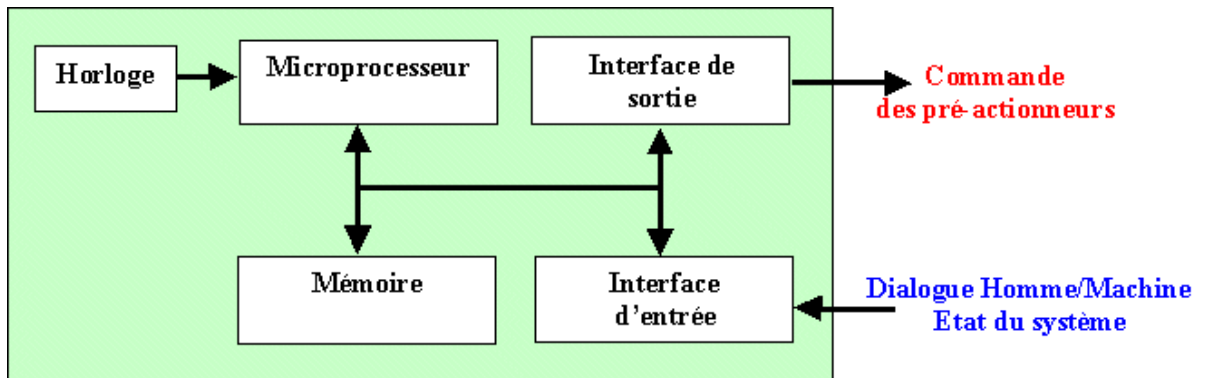 Horloge
Microprocesseur
Interface de
sortie
Commande
des pré-actionneurs
Mémoire
Interface
d'entrée
Dialogue Homme/Machine
Etat du système